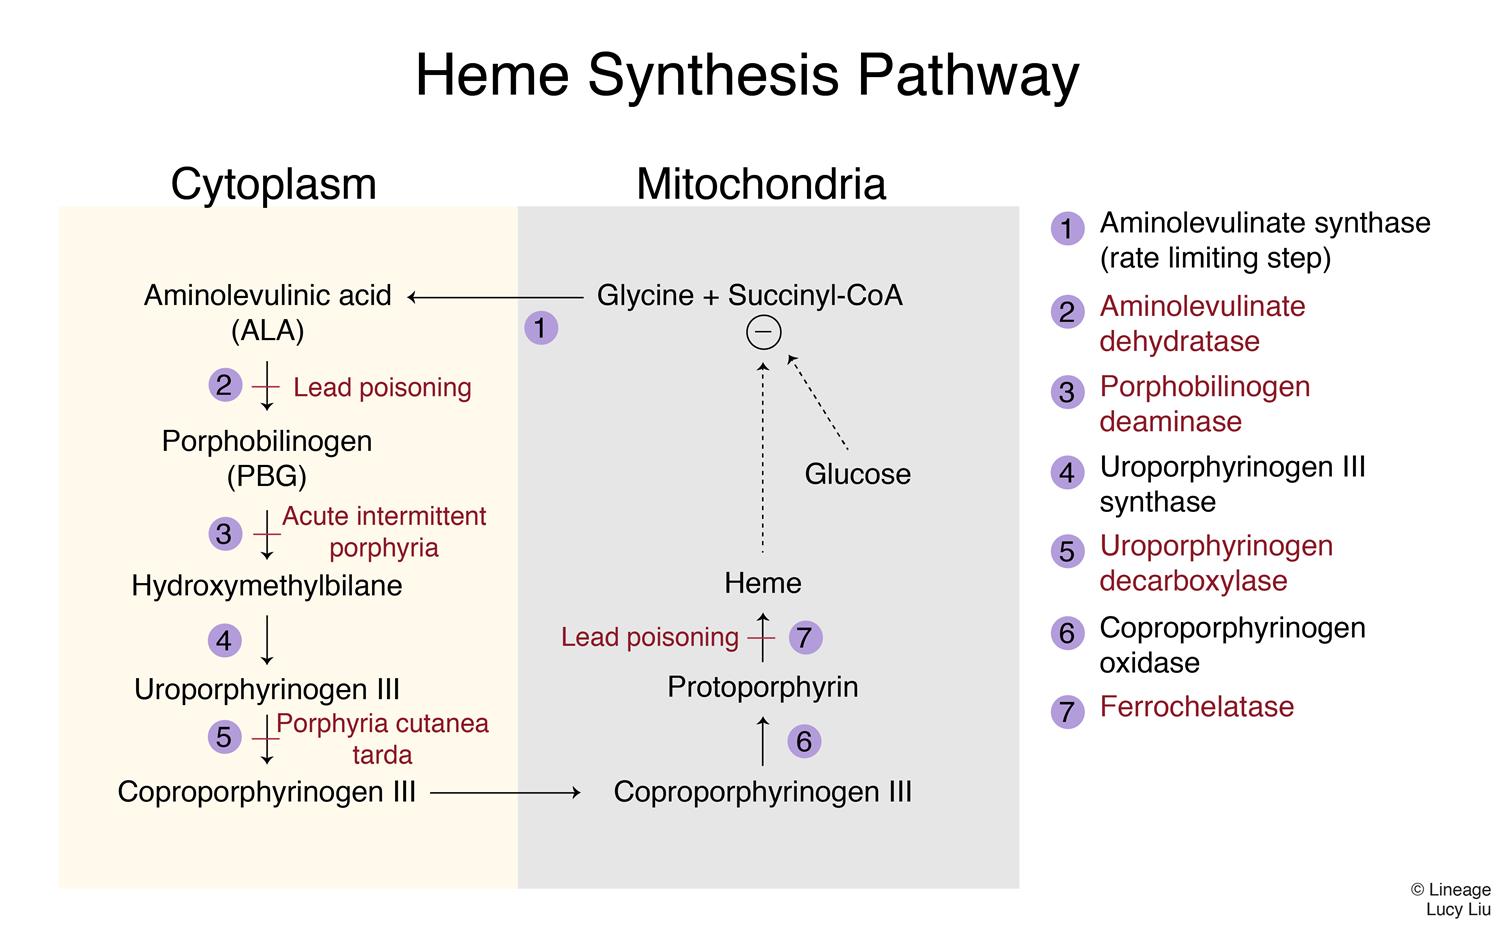 Heme Synthesis Pathway
Cytoplasm
Mitochondria
Aminolevulinic acid
(ALA)
Glycine + Succinyl-CoA
−
1
2
Lead poisoning
Porphobilinogen
(PBG)
Glucose
3
Acute intermittent
porphyria
Hydroxymethylbilane
Heme
4
Lead poisoning
7
Uroporphyrinogen III
Protoporphyrin
5
Porphyria cutanea
tarda
6
Coproporphyrinogen III
Coproporphyrinogen III
1 Aminolevulinate synthase
(rate limiting step)
2 Aminolevulinate
dehydratase
3 Porphobilinogen
deaminase
4 Uroporphyrinogen III
synthase
5 Uroporphyrinogen
decarboxylase
6 Coproporphyrinogen
oxidase
7 Ferrochelatase
© Lineage
Lucy Liu